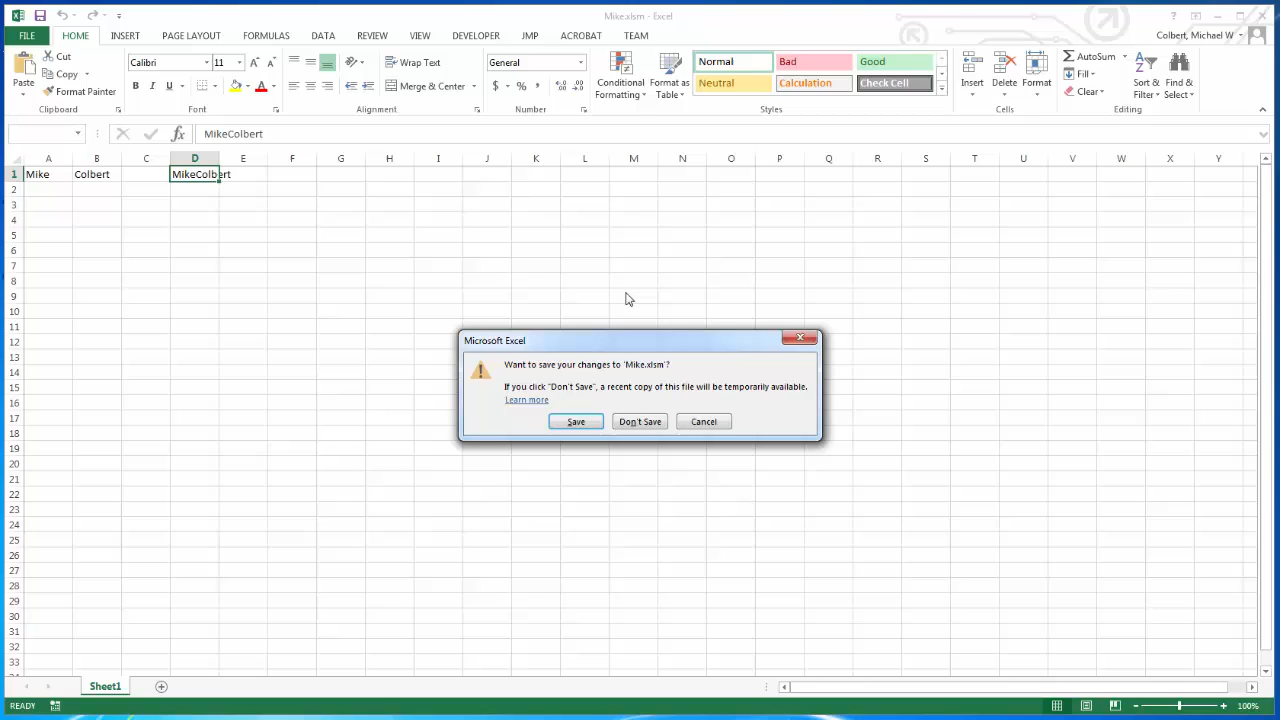 Mike.xlsm - Excel
FILE HOME INSERT PAGE LAYOUT FORMULAS DATA REVIEW VIEW DEVELOPER JMP ACROBAT TEAM Colbert, Michael W
Cut
Copy
Format Painter
Paste
Clipboard
Calibri 11
B I U
Font
Wrap Text
Merge & Center
Alignment
General
$ % ,
Number
Conditional Formatting
Format as Table
Normal Bad Good
Neutral Calculation Check Cell
Styles
Insert Delete Format
Cells
AutoSum
Fill
Clear
Sort & Filter
Find & Select
Editing
fx MikeColbert
A B C D E F G H I J K L M N O P Q R S T U V W X Y
1 Mike Colbert MikeColbert
2
3
4
5
6
7
8
9
10
11
12
13
14
15
16
17
18
19
20
21
22
23
24
25
26
27
28
29
30
31
32
33
Microsoft Excel
Want to save your changes to 'Mike.xlsm'?
If you click "Don't Save", a recent copy of this file will be temporarily available.
Learn more
Save Don't Save Cancel
Sheet1
READY 100%